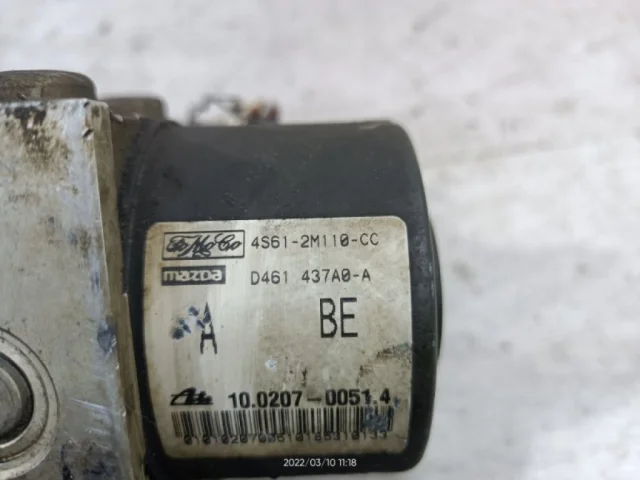 FoMoCo 4S61-2M110-CC
mazda D461 437A0-A
A BE
Ate 10.0207-0051.4
2022/03/10 11:18